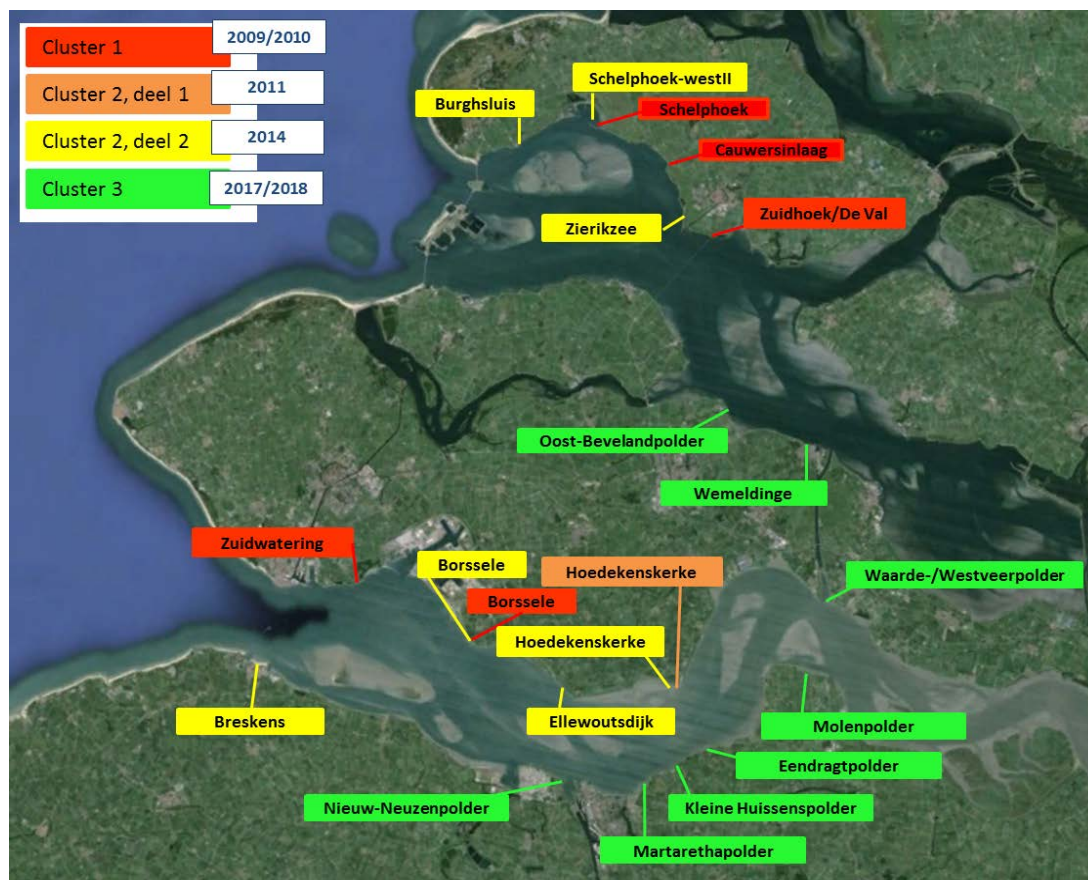 Cluster 1
2009/2010
Cluster 2, deel 1
2011
Cluster 2, deel 2
2014
Cluster 3
2017/2018
Schelphoek-westII
Burghsluis
Schelphoek
Cauwersinlaag
Zuidhoek/De Val
Zierikzee
Oost-Bevelandpolder
Wemeldinge
Zuidwatering
Borssele
Hoedekenskerke
Waarde-/Westveerpolder
Borssele
Hoedekenskerke
Breskens
Ellewoutsdijk
Molenpolder
Eendragtpolder
Nieuw-Neuzenpolder
Kleine Huissenspolder
Martarethapolder